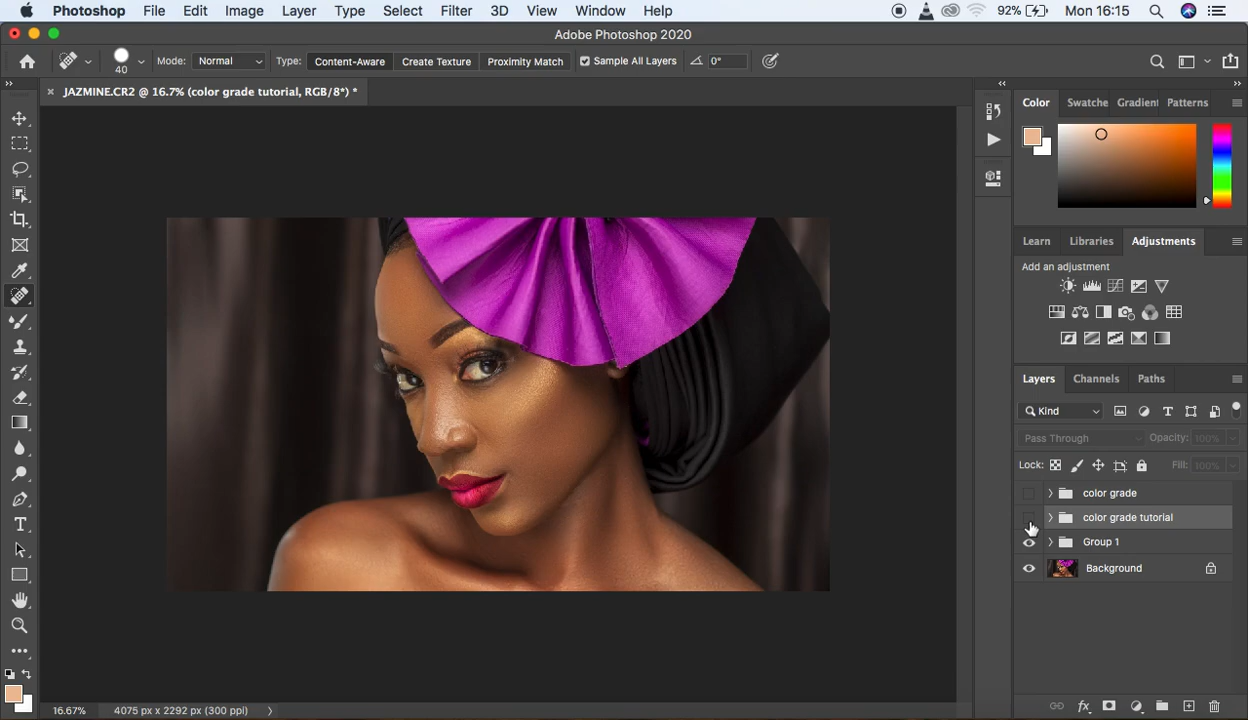 Photoshop File Edit Image Layer Type Select Filter 3D View Window Help 92% Mon 16:15
Adobe Photoshop 2020
40 Mode: Normal Type: Content-Aware Create Texture Proximity Match Sample All Layers 0°
JAZMINE.CR2 @ 16.7% (color grade tutorial, RGB/8*) *
Color Swatche Gradient Patterns
Learn Libraries Adjustments
Add an adjustment
Layers Channels Paths
Kind
Pass Through Opacity: 100%
Lock: Fill: 100%
color grade
color grade tutorial
Group 1
Background
16.67% 4075 px x 2292 px (300 ppi)